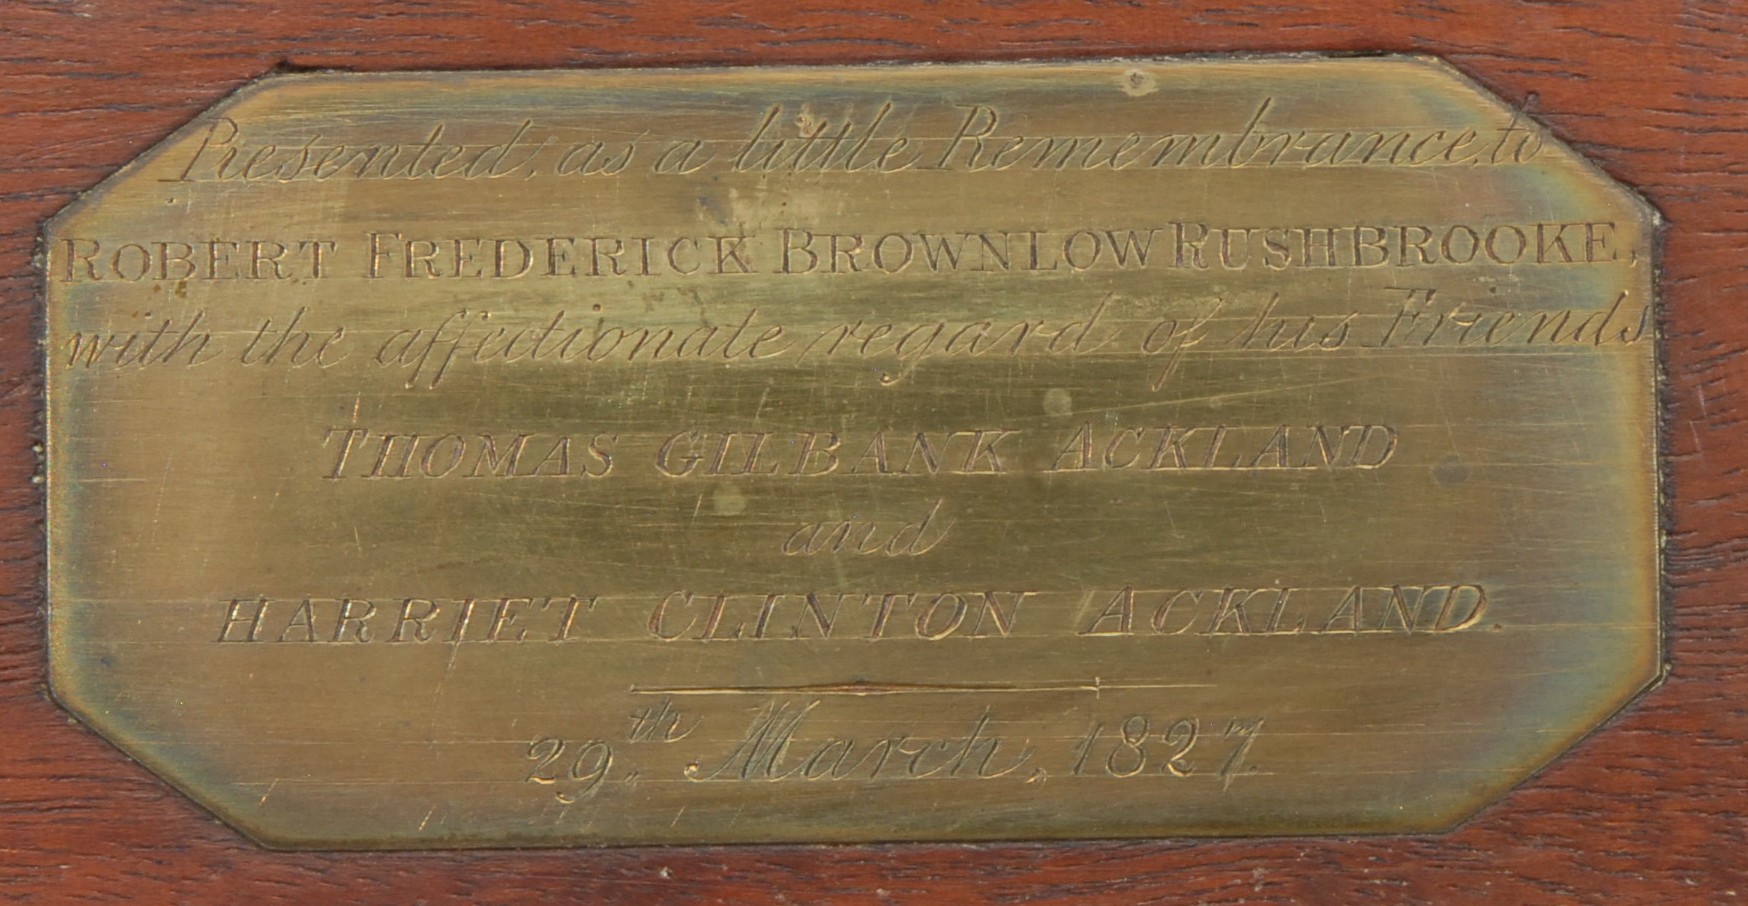 Presented, as a little Remembrance, to
ROBERT FREDERICK BROWNLOW RUSHBROOKE,
with the affectionate regard of his Friends
THOMAS GILBANK ACKLAND
and
HARRIET CLINTON ACKLAND.
29th. March, 1827.